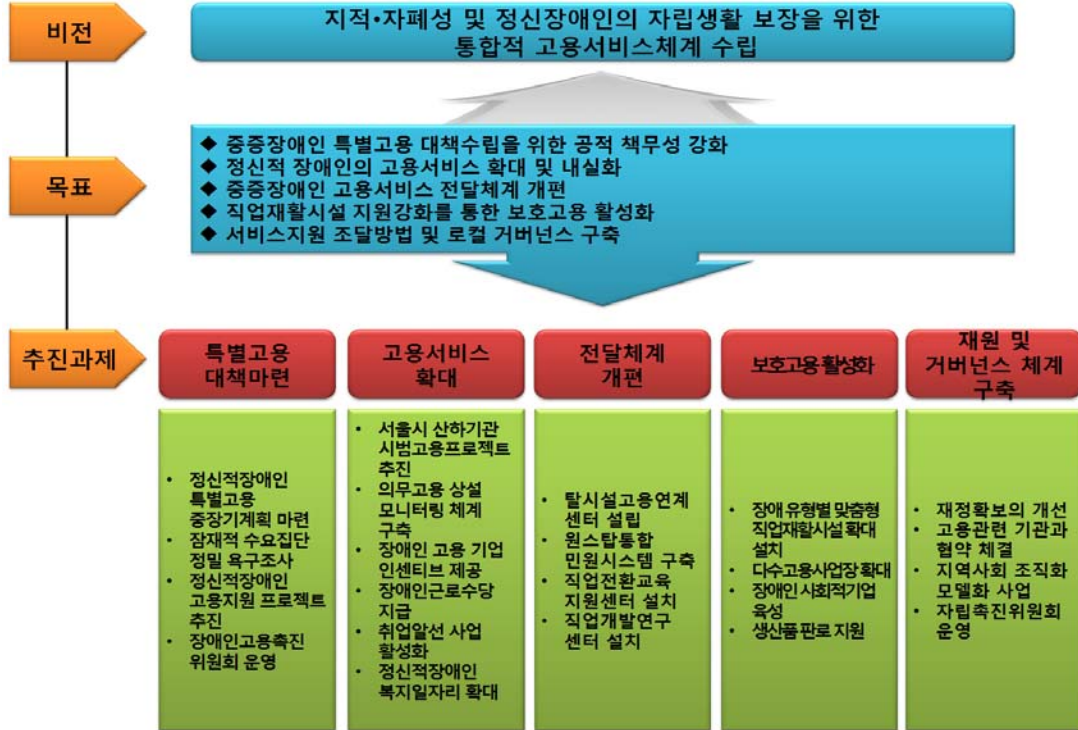 비전
지적•자폐성 및 정신장애인의 자립생활 보장을 위한
통합적 고용서비스체계 수립
목표
◆ 중증장애인 특별고용 대책수립을 위한 공적 책무성 강화
◆ 정신적 장애인의 고용서비스 확대 및 내실화
◆ 중증장애인 고용서비스 전달체계 개편
◆ 직업재활시설 지원강화를 통한 보호고용 활성화
◆ 서비스지원 조달방법 및 로컬 거버넌스 구축
추진과제
특별고용
대책마련
• 정신적장애인
특별고용
중장기계획 마련
• 잠재적 수요집단
정밀 욕구조사
• 정신적장애인
고용지원 프로젝트
추진
• 장애인고용촉진
위원회 운영
고용서비스
확대
• 서울시 산하기관
시범고용프로젝트
추진
• 의무고용 상설
모니터링 체계
구축
• 장애인 고용 기업
인센티브 제공
• 장애인근로수당
지급
• 취업알선 사업
활성화
• 정신적장애인
복지일자리 확대
전달체계
개편
• 탈시설고용연계
센터 설립
• 원스탑통합
민원시스템 구축
• 직업전환교육
지원센터 설치
• 직업개발연구
센터 설치
보호고용 활성화
• 장애 유형별 맞춤형
직업재활시설 확대
설치
• 다수고용사업장 확대
• 장애인 사회적기업
육성
• 생산품 판로 지원
재원 및
거버넌스 체계
구축
• 재정확보의 개선
• 고용관련 기관과
협약 체결
• 지역사회 조직화
모델화 사업
• 자립촉진위원회
운영